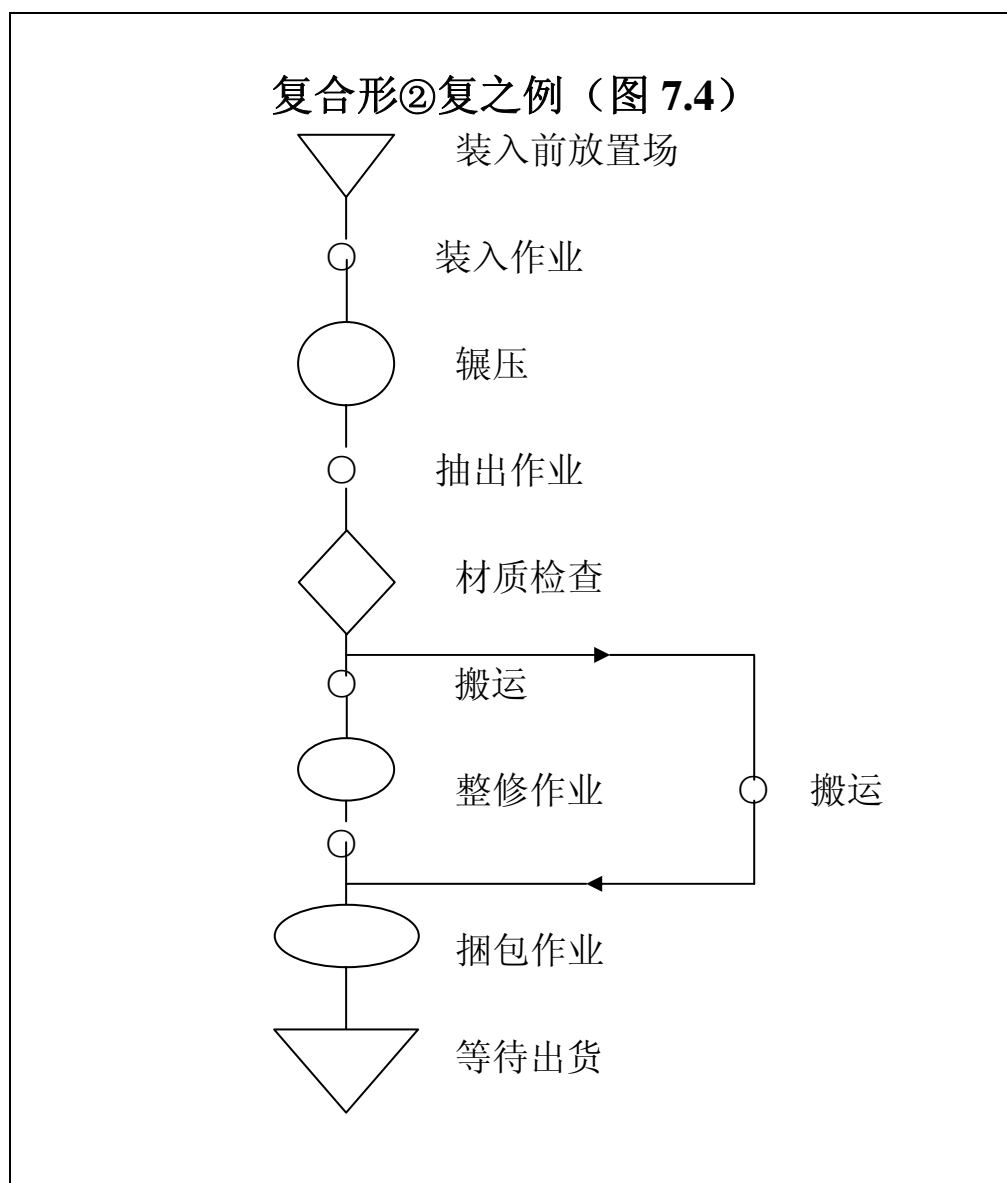 复合形②复之例（图 7.4）
装入前放置场
装入作业
辗压
抽出作业
材质检查
搬运
整修作业
搬运
捆包作业
等待出货